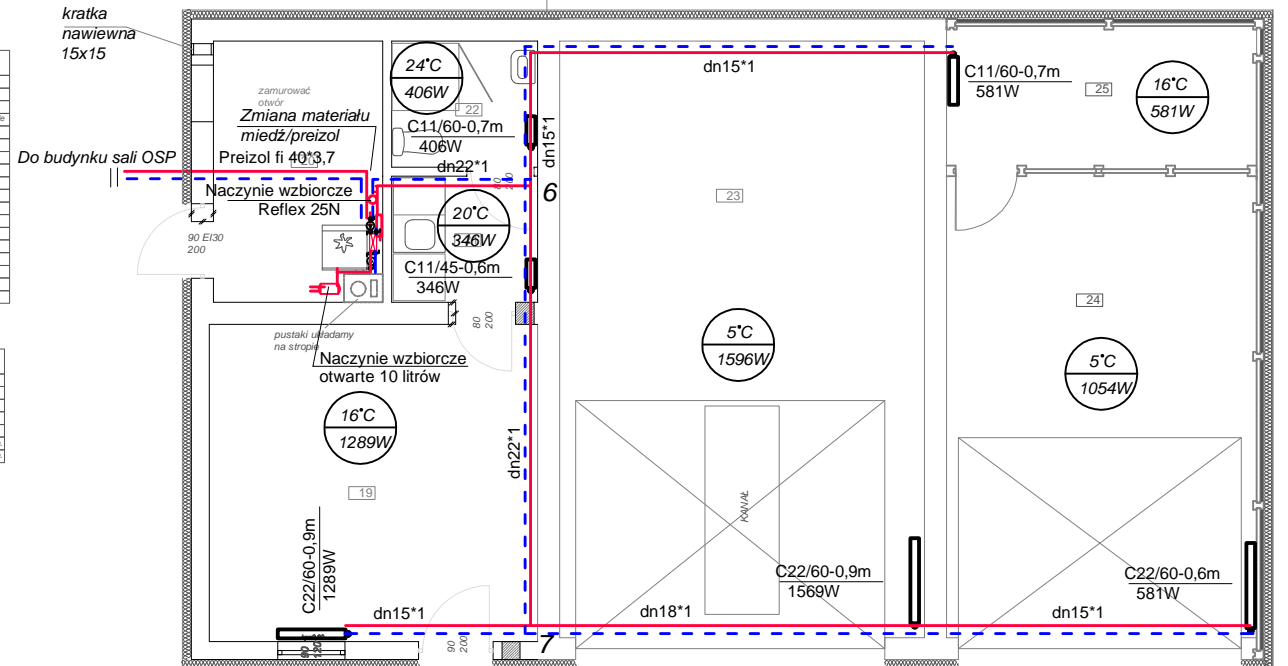 kratka
nawiewna
15x15
zamurować
otwór
Zmiana materiału
miedź/preizol
Do budynku sali OSP
Preizol fi 40*3,7
20
Naczynie wzbiorcze
Reflex 25N
90 EI30
200
pustaki układamy
na stropie
Naczynie wzbiorcze
otwarte 10 litrów
24°C
406W
22
C11/60-0,7m
406W
dn22*1
80
200
dn15*1
6
20°C
346W
C11/45-0,6m
346W
80
200
dn15*1
C11/60-0,7m
581W
25
16°C
581W
23
24
5°C
1596W
5°C
1054W
16°C
1289W
19
dn22*1
KANAŁ
C22/60-0,9m
1289W
dn15*1
90
200
7
C22/60-0,9m
1569W
dn18*1
C22/60-0,6m
581W
dn15*1